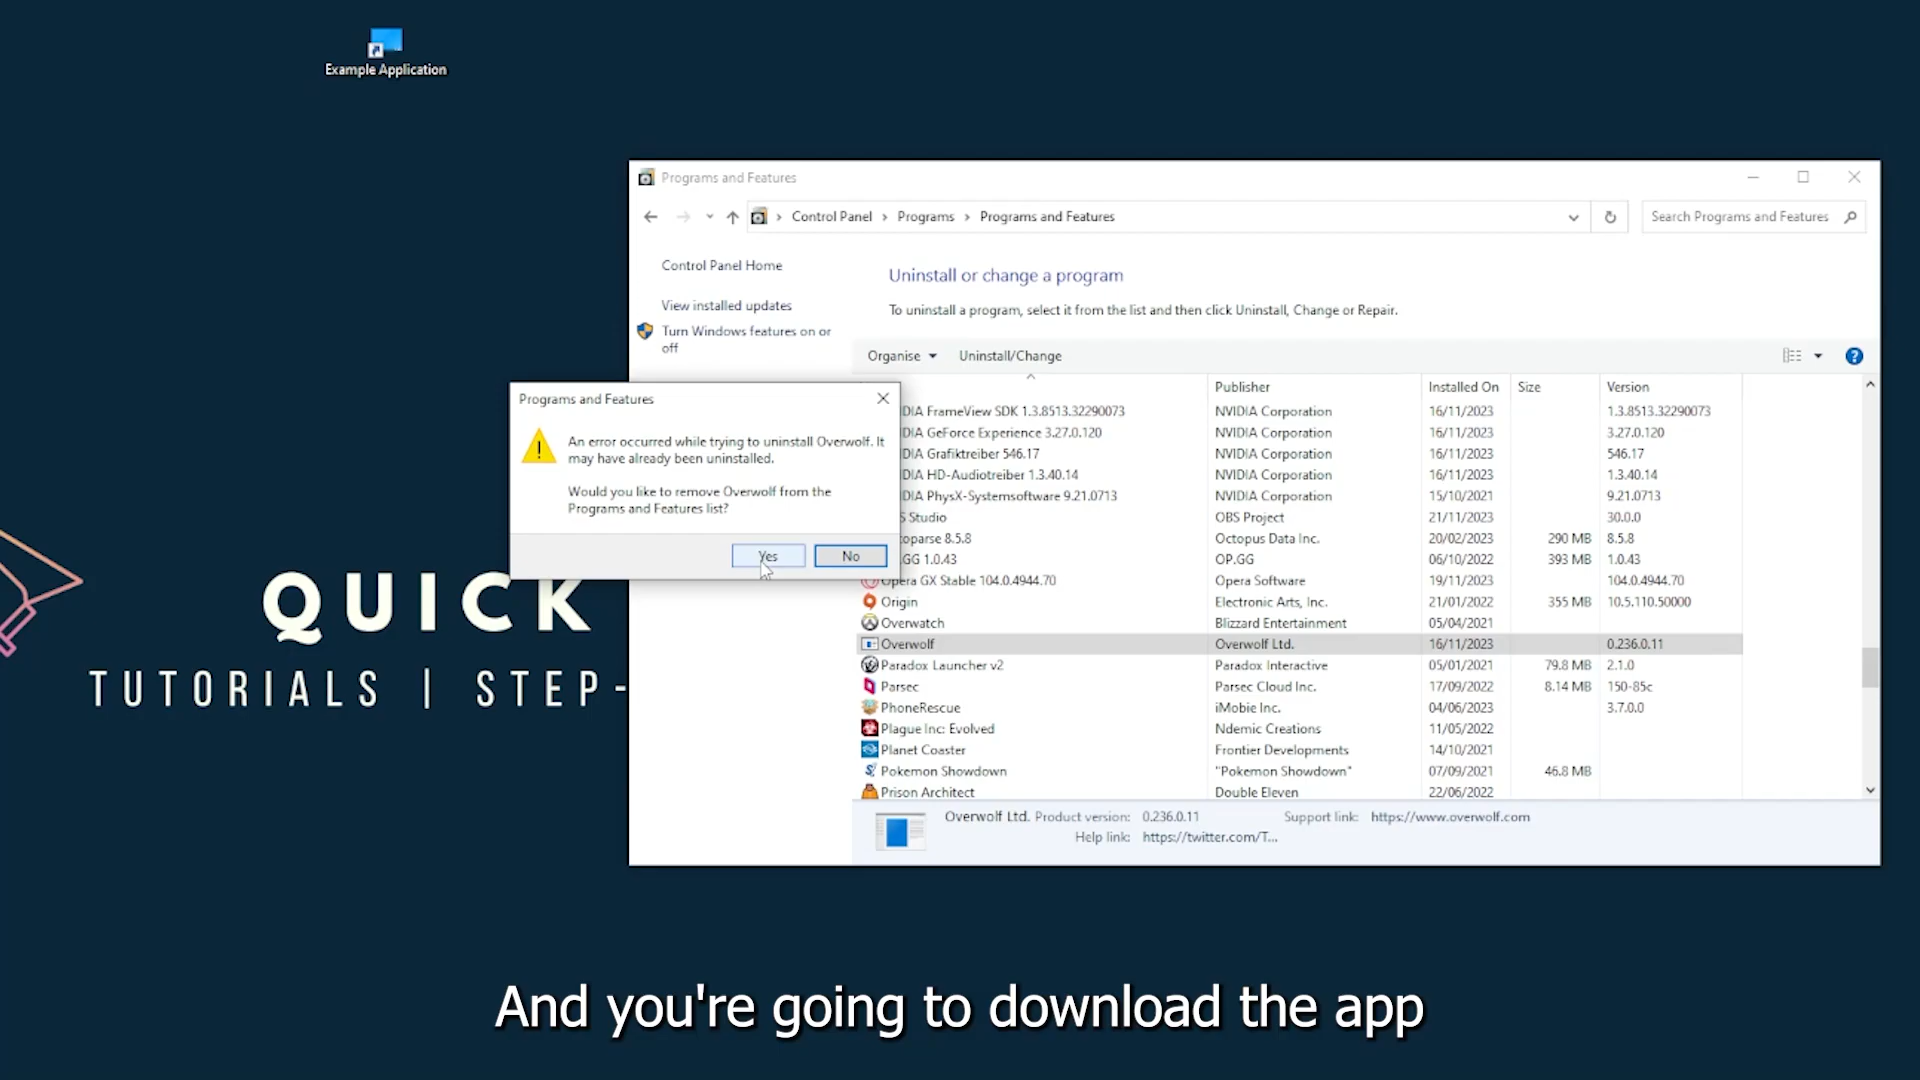 Example Application
Programs and Features
Control Panel > Programs > Programs and Features
Search Programs and Features
Control Panel Home
View installed updates
Turn Windows features on or
off
Uninstall or change a program
To uninstall a program, select it from the list and then click Uninstall, Change or Repair.
Organise Uninstall/Change
Publisher Installed On Size Version
DIA FrameView SDK 1.3.8513.32290073 NVIDIA Corporation 16/11/2023 1.3.8513.32290073
DIA GeForce Experience 3.27.0.120 NVIDIA Corporation 16/11/2023 3.27.0.120
DIA Grafiktreiber 546.17 NVIDIA Corporation 16/11/2023 546.17
DIA HD-Audiotreiber 1.3.40.14 NVIDIA Corporation 16/11/2023 1.3.40.14
DIA PhysX-Systemsoftware 9.21.0713 NVIDIA Corporation 15/10/2021 9.21.0713
S Studio OBS Project 21/11/2023 30.0.0
oparse 8.5.8 Octopus Data Inc. 20/02/2023 290 MB 8.5.8
.GG 1.0.43 OP.GG 06/10/2022 393 MB 1.0.43
Opera GX Stable 104.0.4944.70 Opera Software 19/11/2023 104.0.4944.70
Origin Electronic Arts, Inc. 21/01/2022 355 MB 10.5.110.50000
Overwatch Blizzard Entertainment 05/04/2021
Overwolf Overwolf Ltd. 16/11/2023 0.236.0.11
Paradox Launcher v2 Paradox Interactive 05/01/2021 79.8 MB 2.1.0
Parsec Parsec Cloud Inc. 17/09/2022 8.14 MB 150-85c
PhoneRescue iMobie Inc. 04/06/2023 3.7.0.0
Plague Inc: Evolved Ndemic Creations 11/05/2022
Planet Coaster Frontier Developments 14/10/2021
Pokemon Showdown "Pokemon Showdown" 07/09/2021 46.8 MB
Prison Architect Double Eleven 22/06/2022
Overwolf Ltd. Product version: 0.236.0.11 Support link: https://www.overwolf.com
Help link: https://twitter.com/T...
Programs and Features
An error occurred while trying to uninstall Overwolf. It
may have already been uninstalled.
Would you like to remove Overwolf from the
Programs and Features list?
Yes No
QUICK
TUTORIALS | STEP-
And you're going to download the app